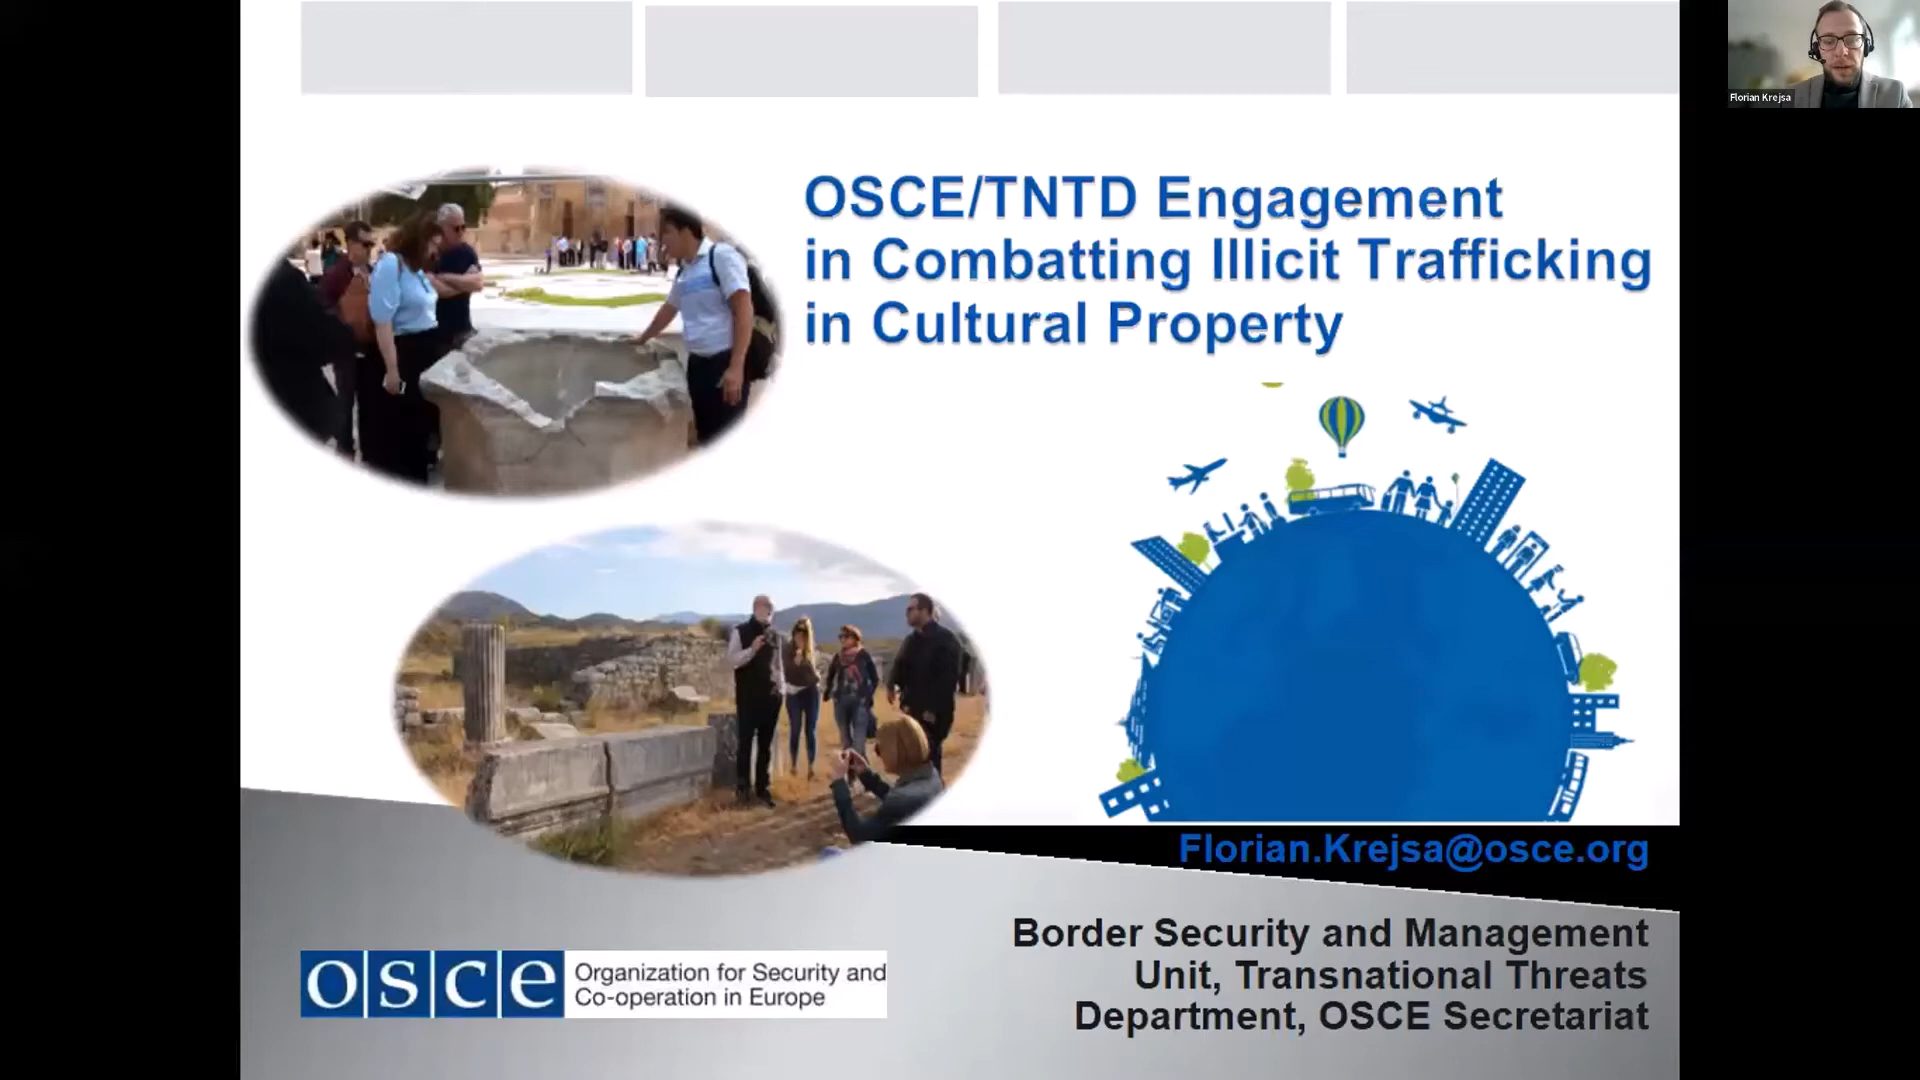 Florian Krejsa
OSCE/TNTD Engagement
in Combatting Illicit Trafficking
in Cultural Property
Florian.Krejsa@osce.org
Border Security and Management
Unit, Transnational Threats
Department, OSCE Secretariat
osce
Organization for Security and
Co-operation in Europe